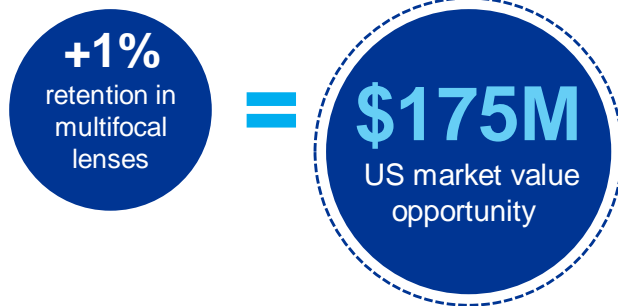 +1%
retention in
multifocal
lenses
=
$175M
US market value
opportunity